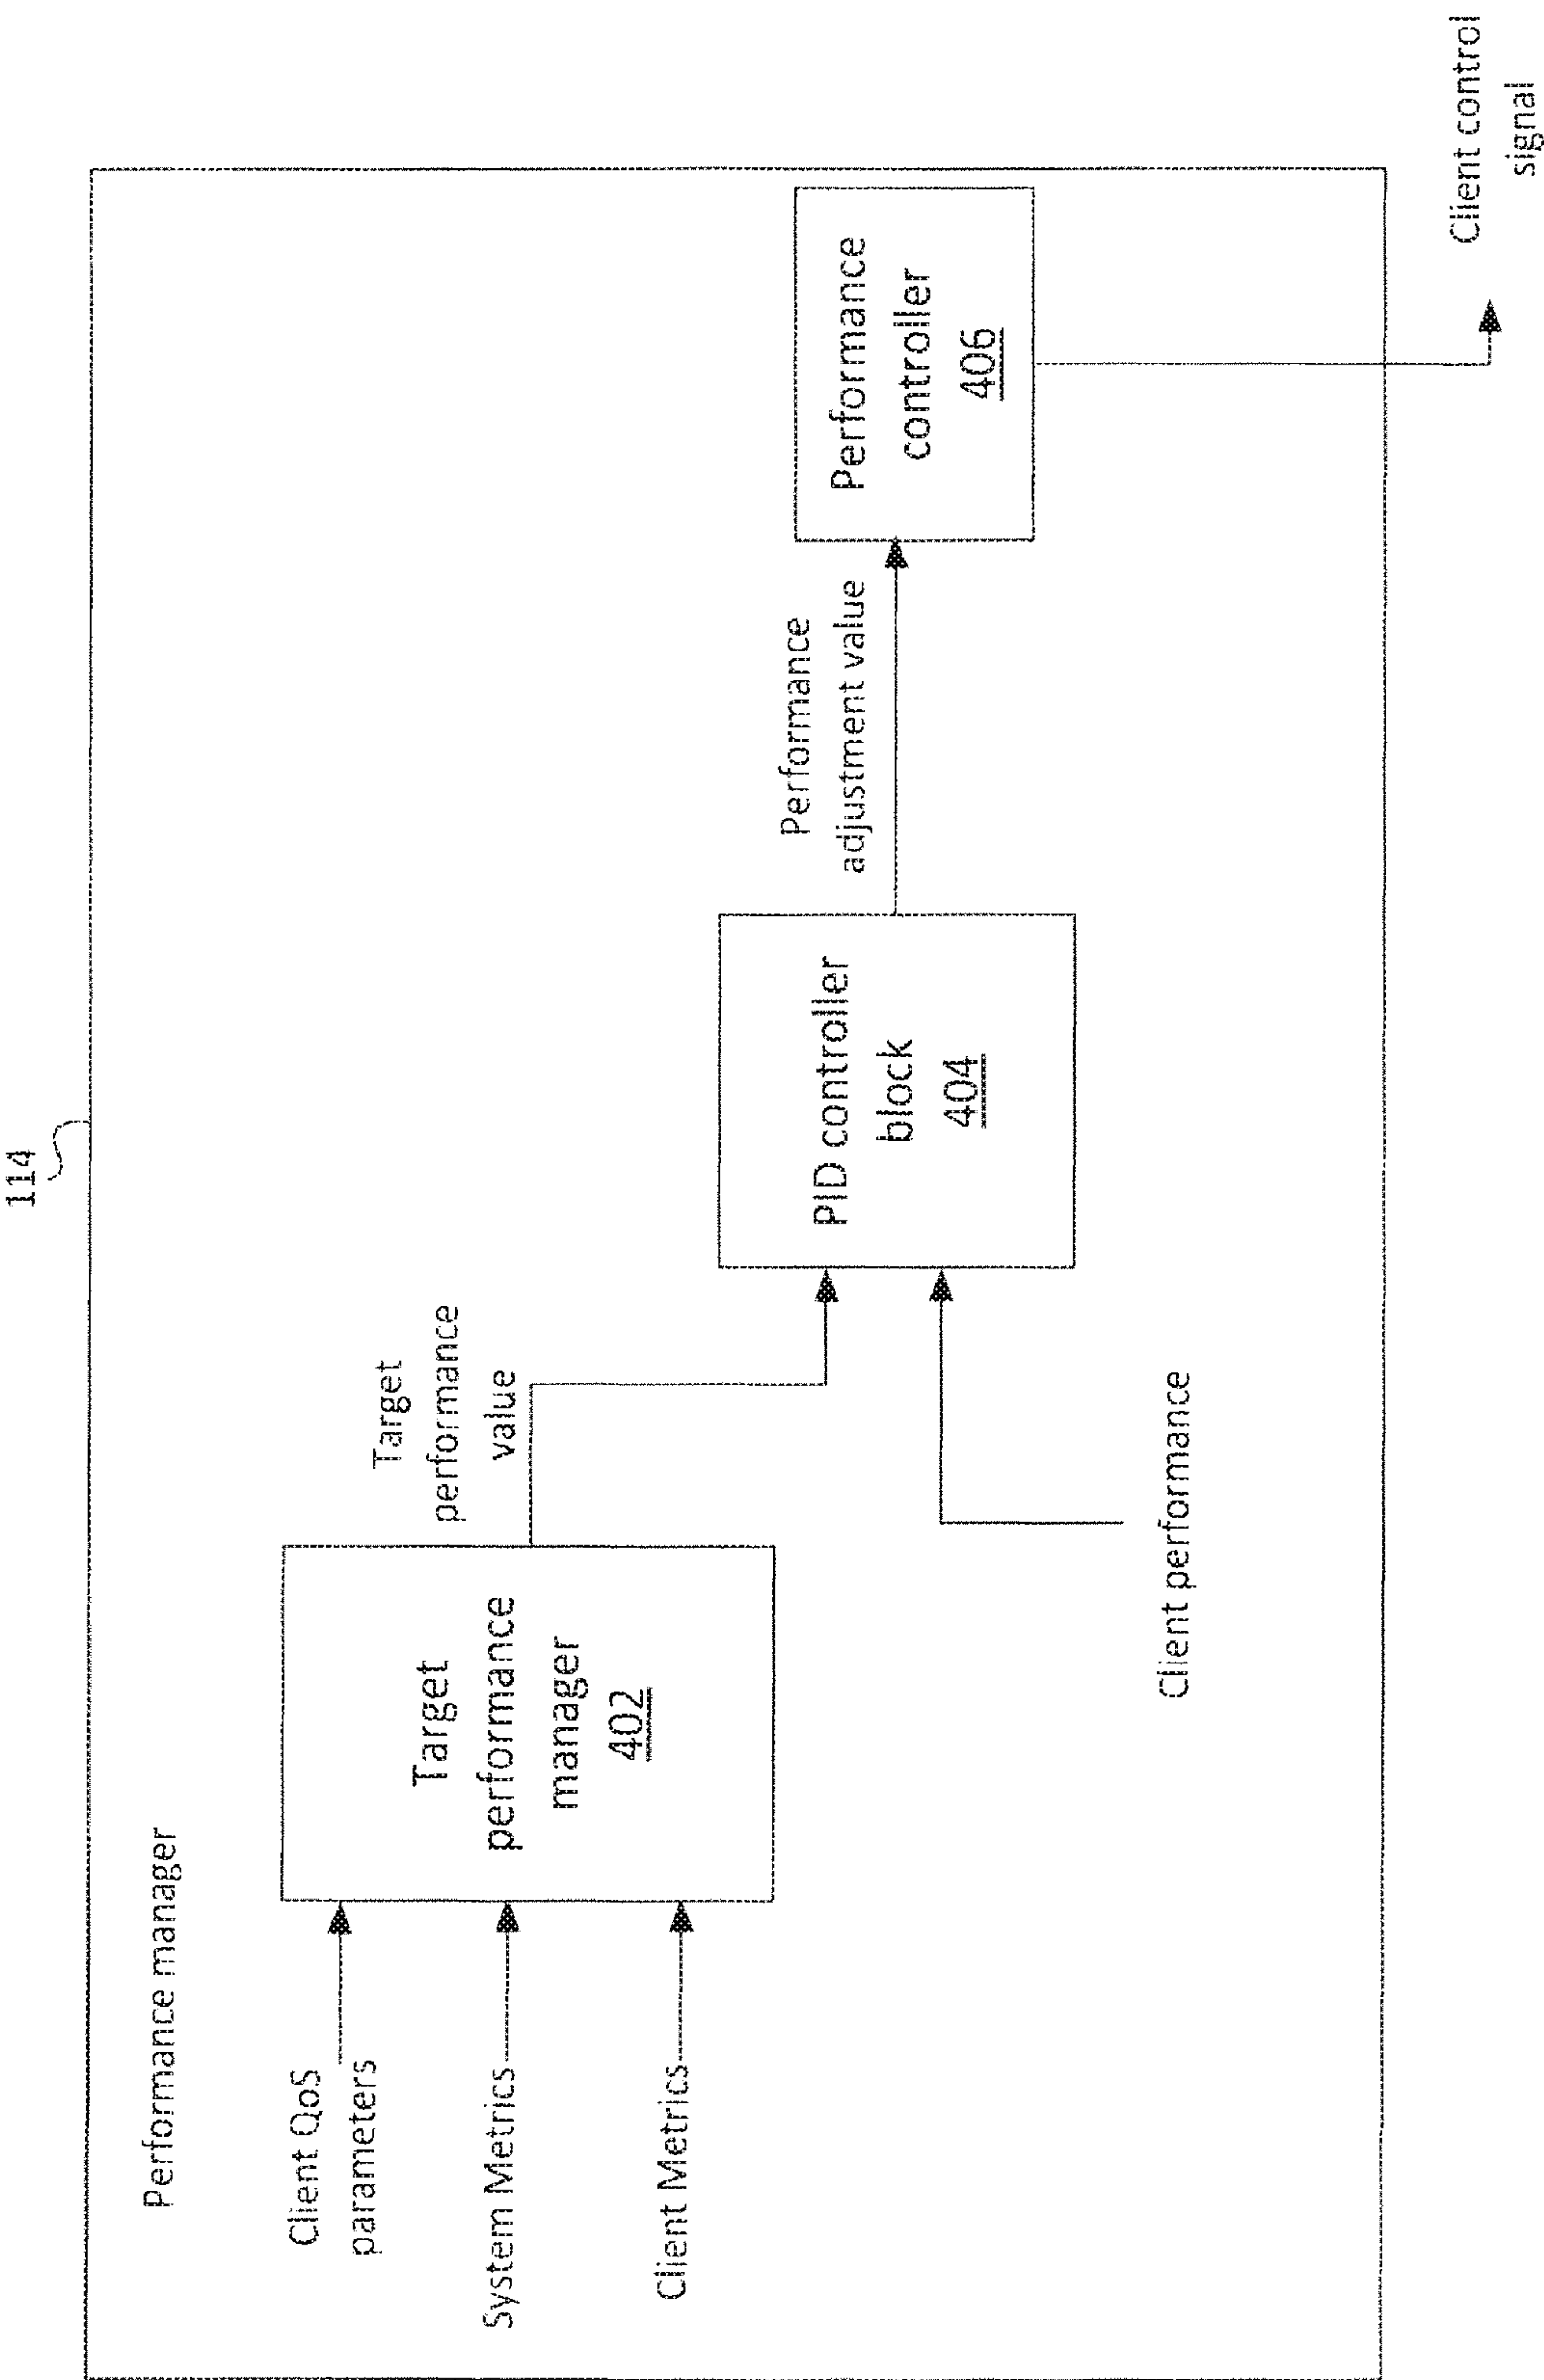 114
Performance manager
Client QoS
parameters
System Metrics
Client Metrics
Target
performance
manager
402
Target
performance
value
Client performance
PID controller
block
404
Performance
adjustment value
Performance
controller
406
Client control
signal